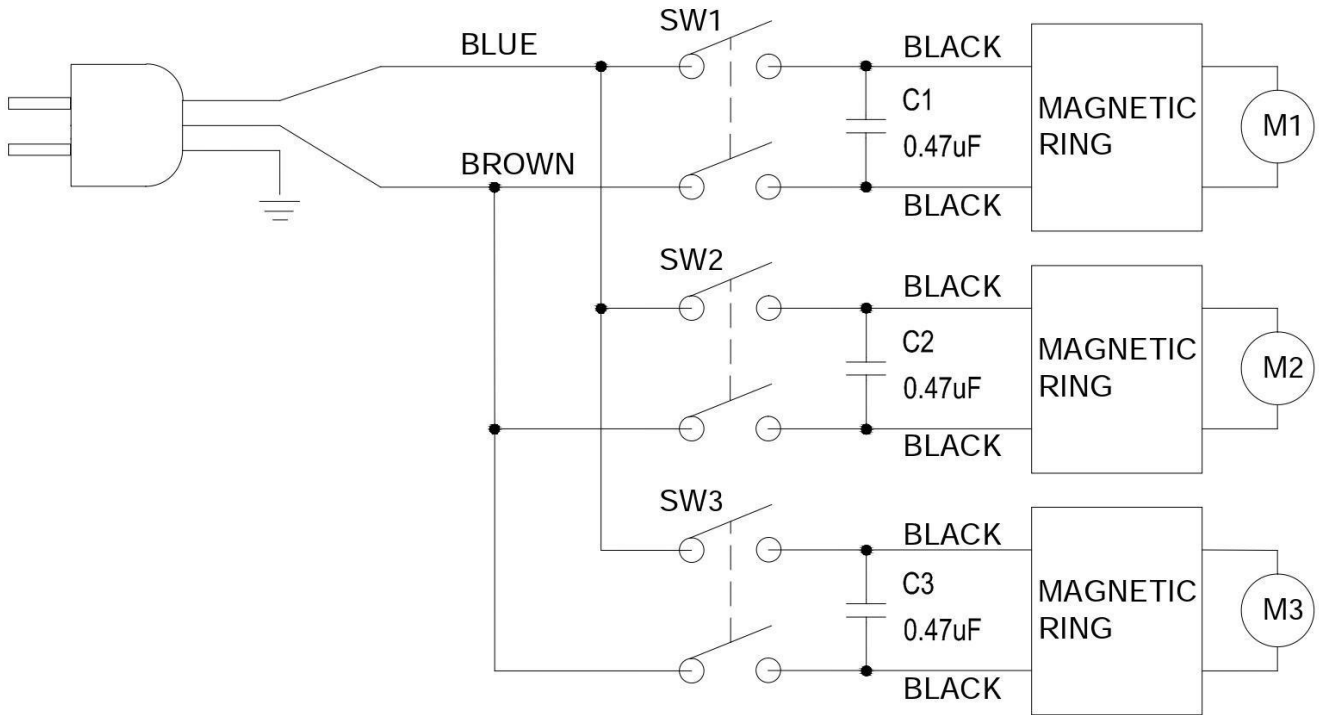 SW1
BLUE
BLACK
C1
0.47uF
MAGNETIC
RING
M1
BROWN
BLACK
SW2
BLACK
C2
0.47uF
MAGNETIC
RING
M2
BLACK
SW3
BLACK
C3
0.47uF
MAGNETIC
RING
M3
BLACK